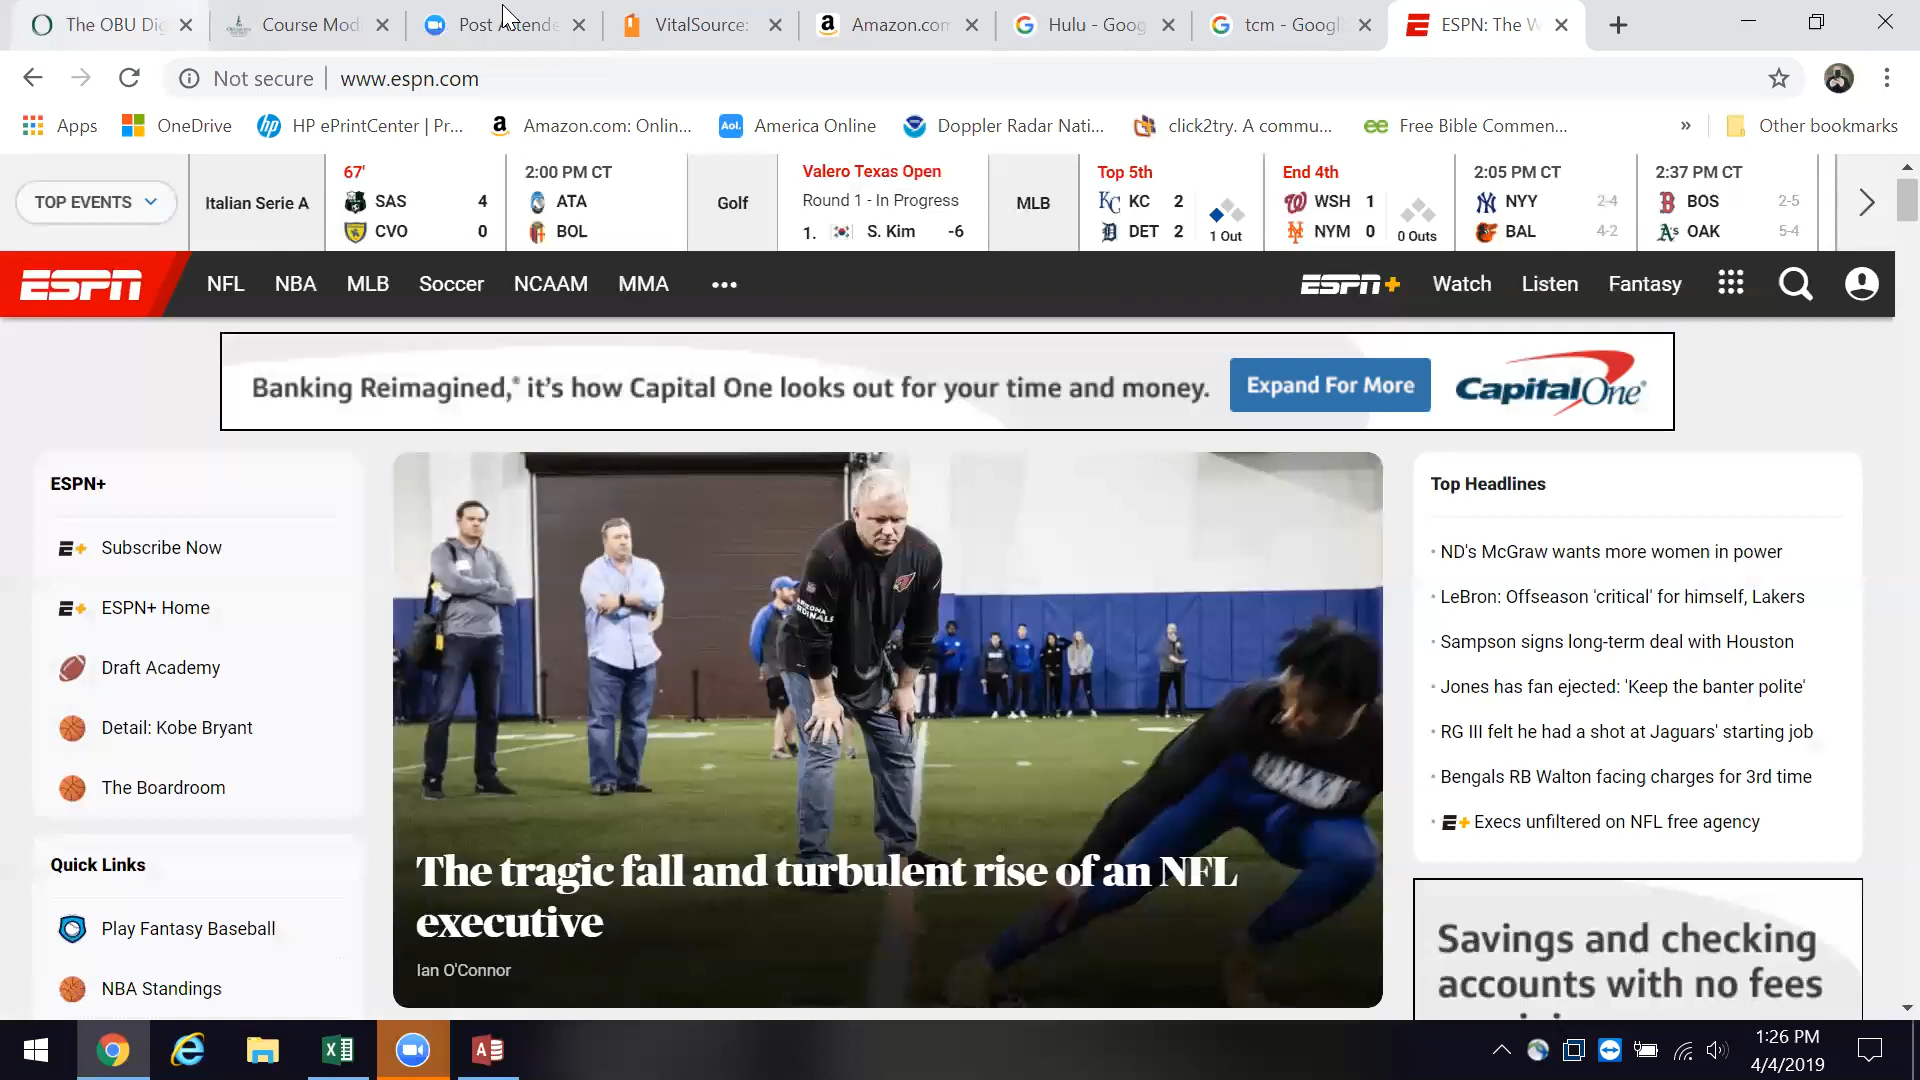 The OBU Dig
Course Mod
Post Attende
VitalSource:
Amazon.com
Hulu - Goog
tcm - Googl
ESPN: The W
Not secure
www.espn.com
Apps
OneDrive
HP ePrintCenter | Pr...
Amazon.com: Onlin...
Aol.
America Online
Doppler Radar Nati...
click2try. A commu...
Free Bible Commen...
»
Other bookmarks
TOP EVENTS
Italian Serie A
67'
SAS 4
CVO 0
2:00 PM CT
ATA
BOL
Golf
Valero Texas Open
Round 1 - In Progress
1. S. Kim -6
MLB
Top 5th
KC 2
DET 2
1 Out
End 4th
WSH 1
NYM 0
0 Outs
2:05 PM CT
NYY 2-4
BAL 4-2
2:37 PM CT
BOS 2-5
OAK 5-4
ESPN
NFL
NBA
MLB
Soccer
NCAAM
MMA
ESPN+
Watch
Listen
Fantasy
Banking Reimagined,® it's how Capital One looks out for your time and money.
Expand For More
Capital One®
ESPN+
Subscribe Now
ESPN+ Home
Draft Academy
Detail: Kobe Bryant
The Boardroom
Quick Links
Play Fantasy Baseball
NBA Standings
The tragic fall and turbulent rise of an NFL
executive
Ian O'Connor
Top Headlines
ND's McGraw wants more women in power
LeBron: Offseason 'critical' for himself, Lakers
Sampson signs long-term deal with Houston
Jones has fan ejected: 'Keep the banter polite'
RG III felt he had a shot at Jaguars' starting job
Bengals RB Walton facing charges for 3rd time
E+ Execs unfiltered on NFL free agency
Savings and checking
accounts with no fees
1:26 PM
4/4/2019